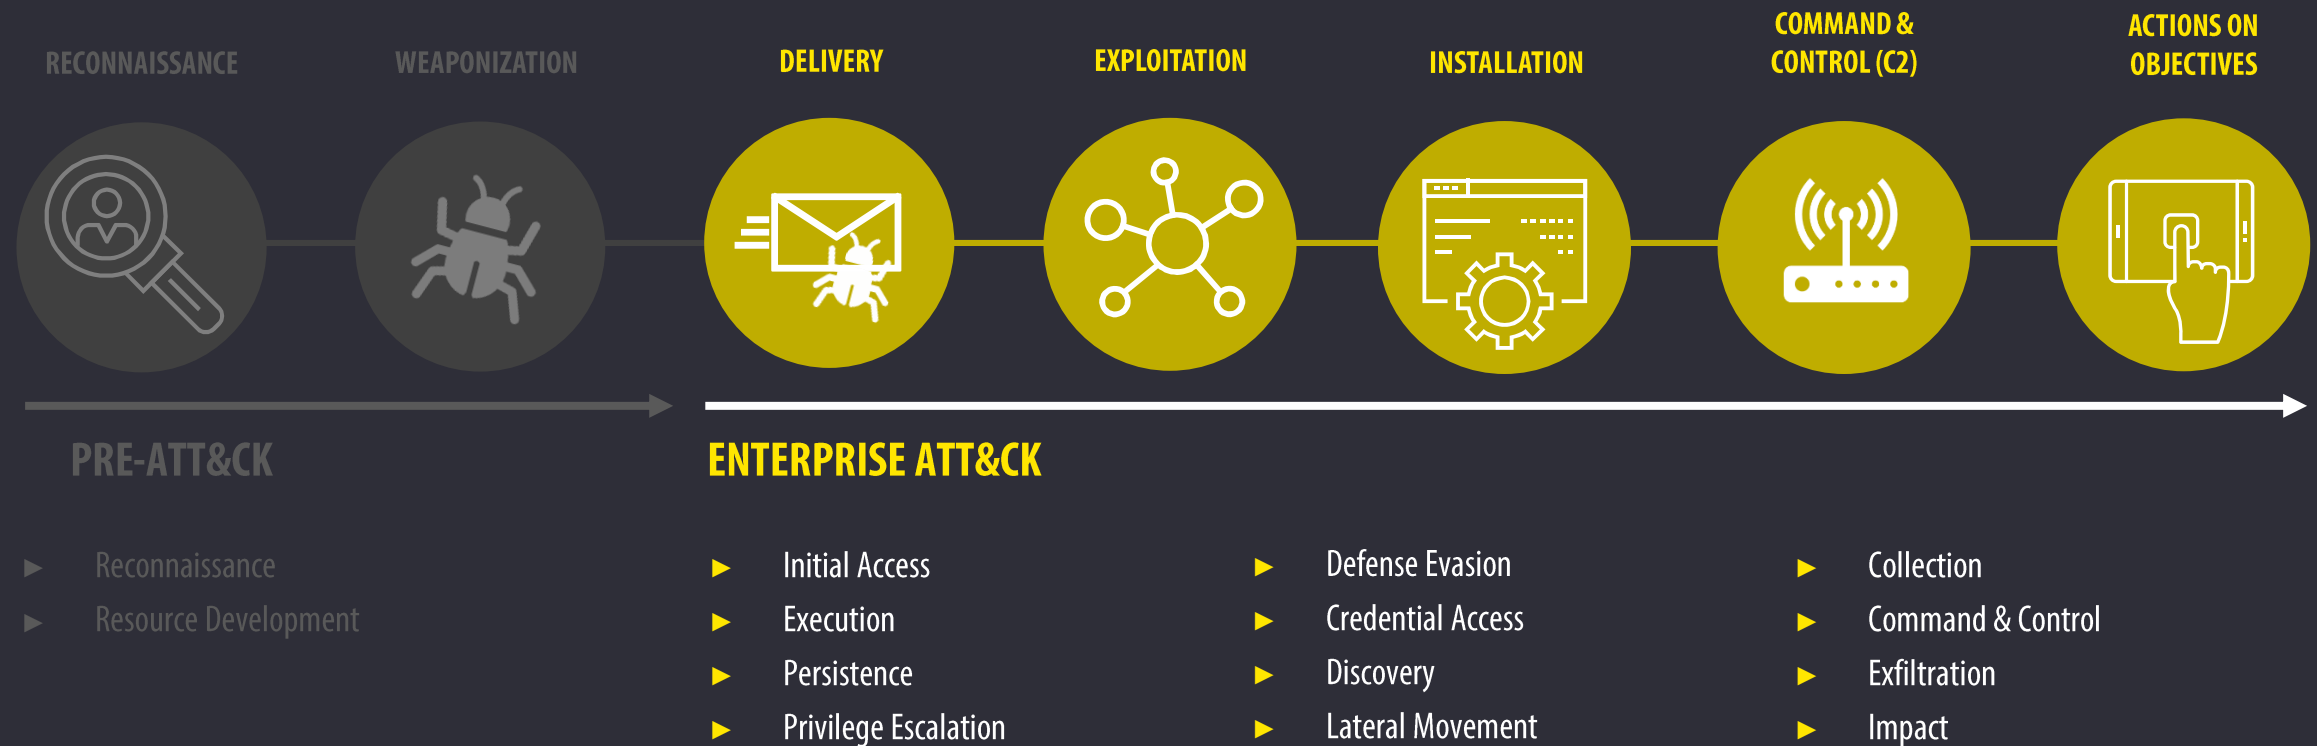 RECONNAISSANCE
WEAPONIZATION
DELIVERY
EXPLOITATION
INSTALLATION
COMMAND &
CONTROL (C2)
ACTIONS ON
OBJECTIVES
PRE-ATT&CK
Reconnaissance
Resource Development
ENTERPRISE ATT&CK
Initial Access
Execution
Persistence
Privilege Escalation
Defense Evasion
Credential Access
Discovery
Lateral Movement
Collection
Command & Control
Exfiltration
Impact